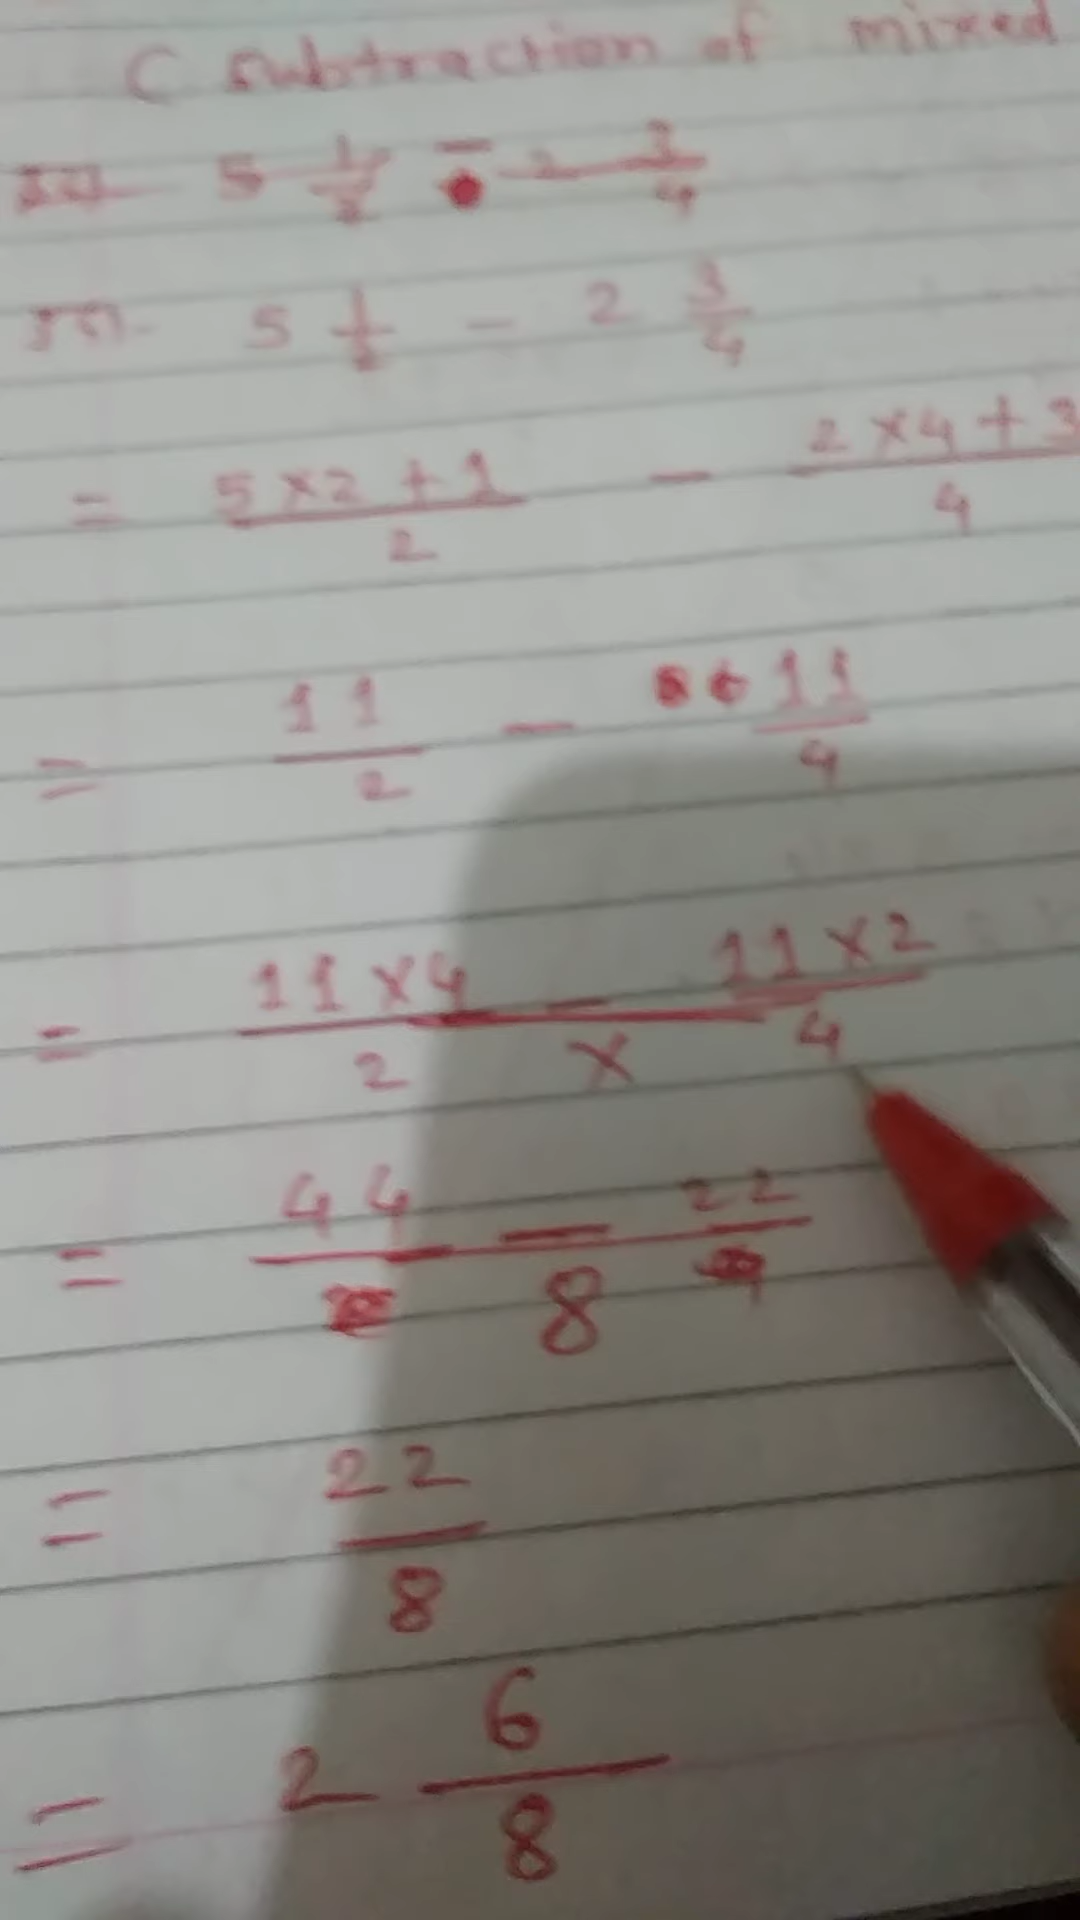 C subtraction of mixed
5 1/2 - 2 3/4
5 1/2 - 2 3/4
= 5×2+1/2 - 2×4+3/4
= 11/2 - 11/4
= 11×4 - 11×2 / 2 × 4
= 44 - 22 / 8
= 22/8
= 2 6/8